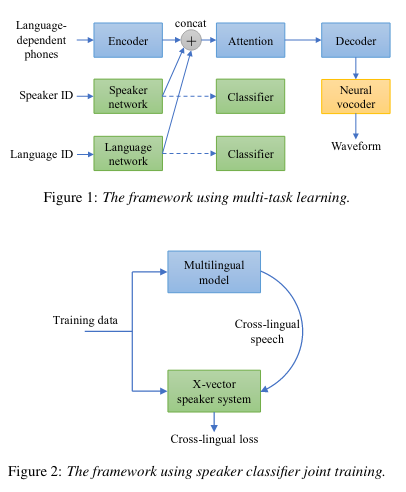 Language-
dependent
phones
Encoder
concat
+
Attention
Decoder
Speaker ID
Speaker
network
Classifier
Neural
vocoder
Language ID
Language
network
Classifier
Waveform
Figure 1: The framework using multi-task learning.
Multilingual
model
Training data
Cross-lingual
speech
X-vector
speaker system
Cross-lingual loss
Figure 2: The framework using speaker classifier joint training.